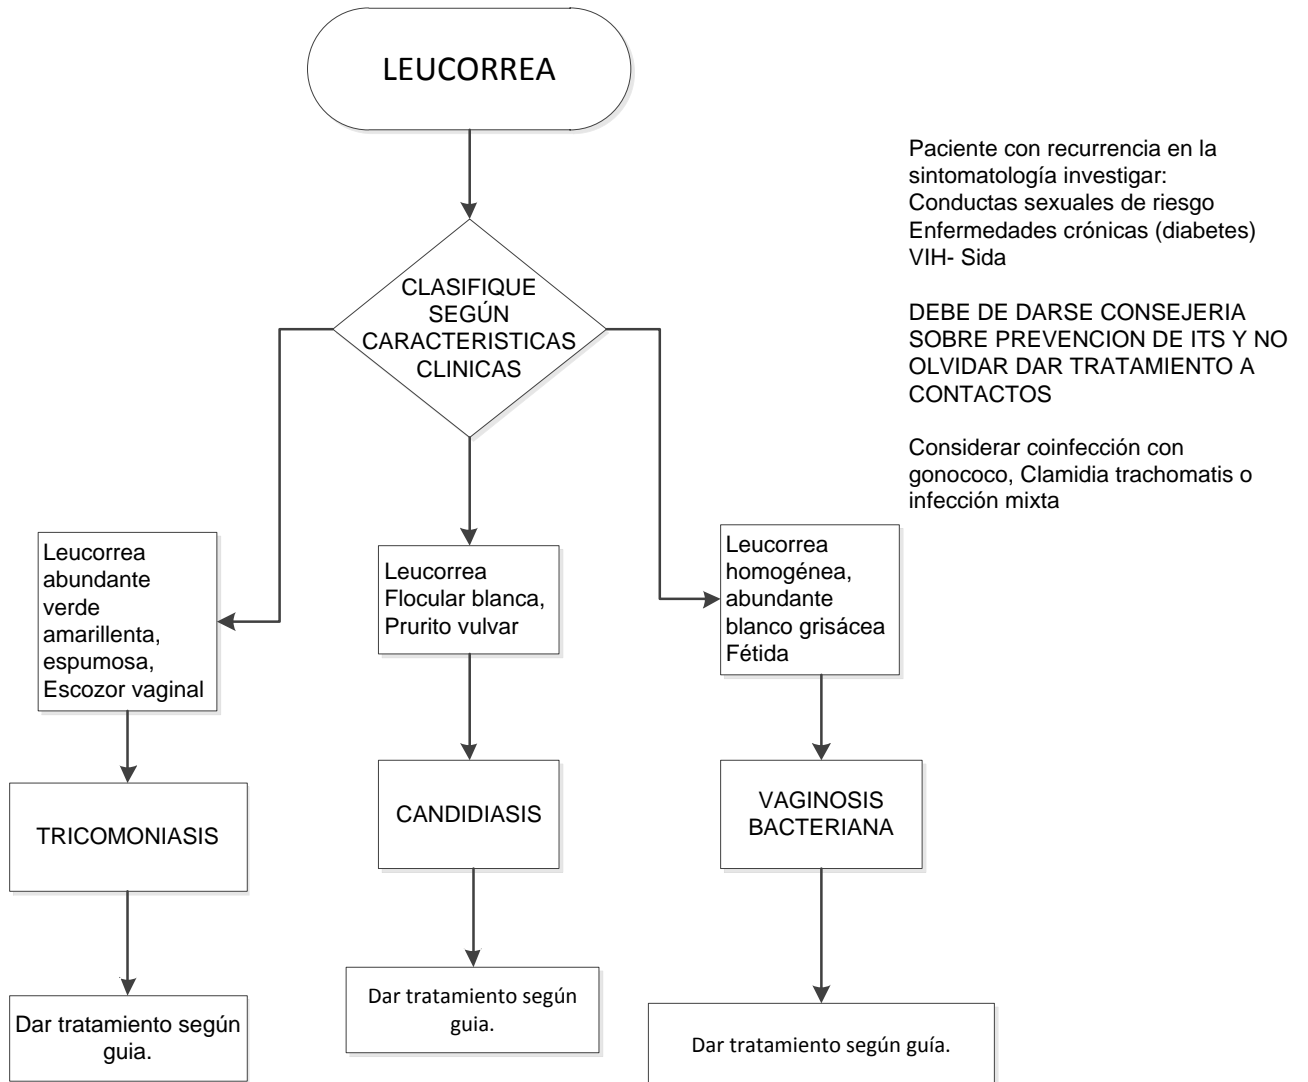 LEUCORREA
Paciente con recurrencia en la
sintomatología investigar:
Conductas sexuales de riesgo
Enfermedades crónicas (diabetes)
VIH- Sida
DEBE DE DARSE CONSEJERIA
SOBRE PREVENCION DE ITS Y NO
OLVIDAR DAR TRATAMIENTO A
CONTACTOS
Considerar coinfección con
gonococo, Clamidia trachomatis o
infección mixta
CLASIFIQUE
SEGÚN
CARACTERISTICAS
CLINICAS
Leucorrea
abundante
verde
amarillenta,
espumosa,
Escozor vaginal
Leucorrea
Flocular blanca,
Prurito vulvar
Leucorrea
homogénea,
abundante
blanco grisácea
Fétida
TRICOMONIASIS
CANDIDIASIS
VAGINOSIS
BACTERIANA
Dar tratamiento según
guia.
Dar tratamiento según
guia.
Dar tratamiento según guía.